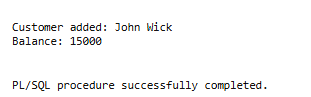 Customer added: John Wick
Balance: 15000
PL/SQL procedure successfully completed.